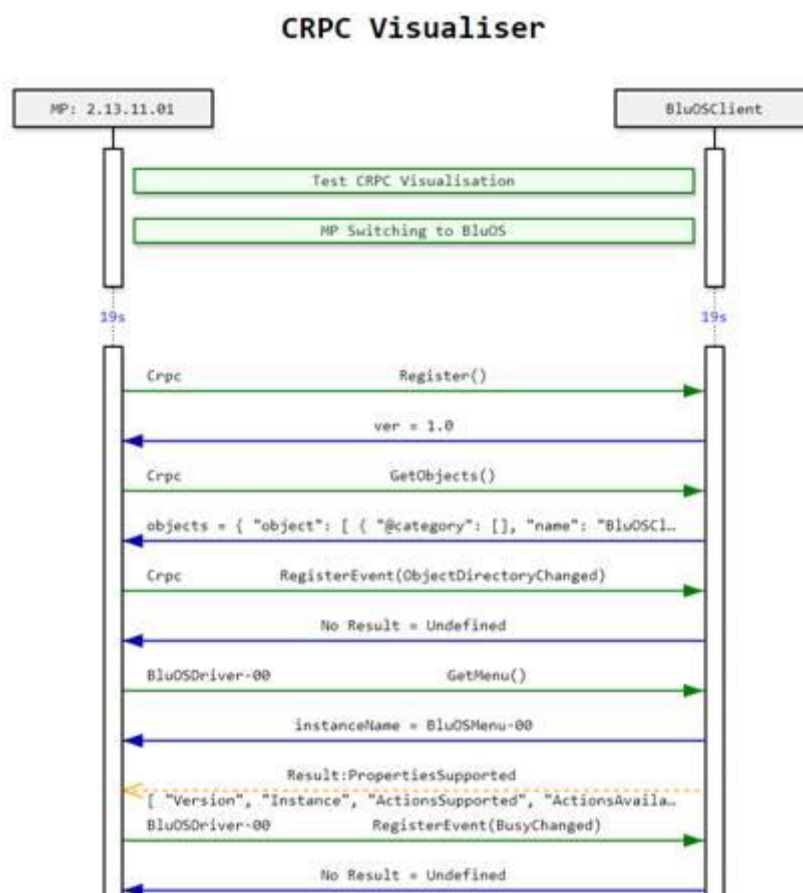 CRPC Visualiser
MP: 2.13.11.01 BluOSClient
Test CRPC Visualisation
MP Switching to BluOS
19s 19s
Crpc Register()
ver = 1.0
Crpc GetObjects()
objects = { "object": [ { "@category": [], "name": "BluOSCl…
Crpc RegisterEvent(ObjectDirectoryChanged)
No Result = Undefined
BluOSDriver-00 GetMenu()
instanceName = BluOSMenu-00
Result:PropertiesSupported
[ "Version", "Instance", "ActionsSupported", "ActionsAvaila…
BluOSDriver-00 RegisterEvent(BusyChanged)
No Result = Undefined